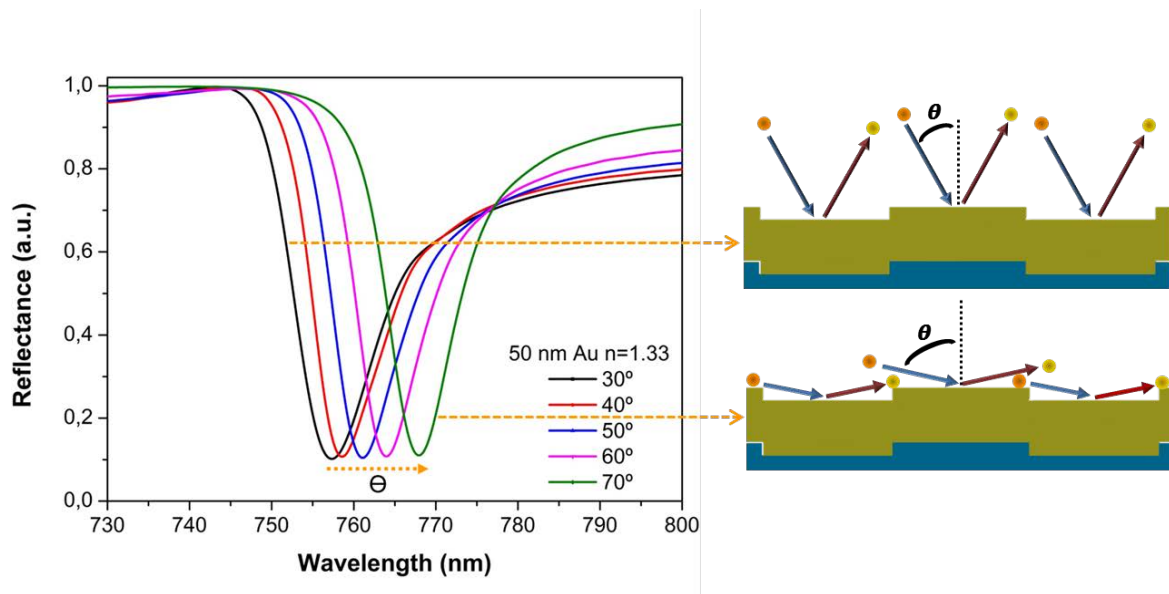 1,0
0,8
0,6
0,4
0,2
0,0
Reflectance (a.u.)
730 740 750 760 770 780 790 800
Wavelength (nm)
50 nm Au n=1.33
30º
40º
50º
60º
70º
ϴ
θ
θ